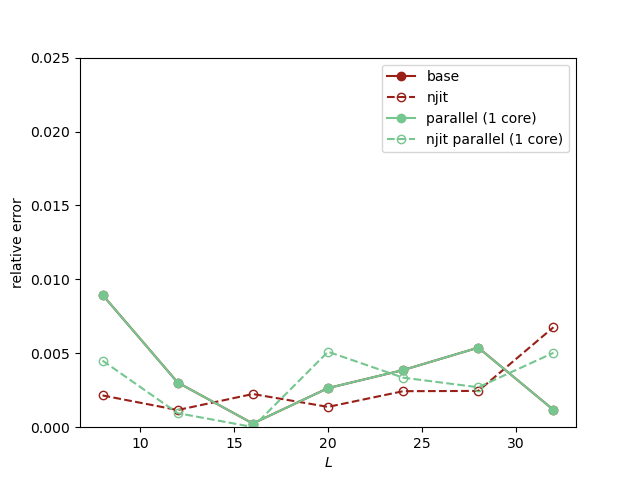 0.025
0.020
0.015
0.010
0.005
0.000
relative error
10
15
20
25
30
L
base
njit
parallel (1 core)
njit parallel (1 core)